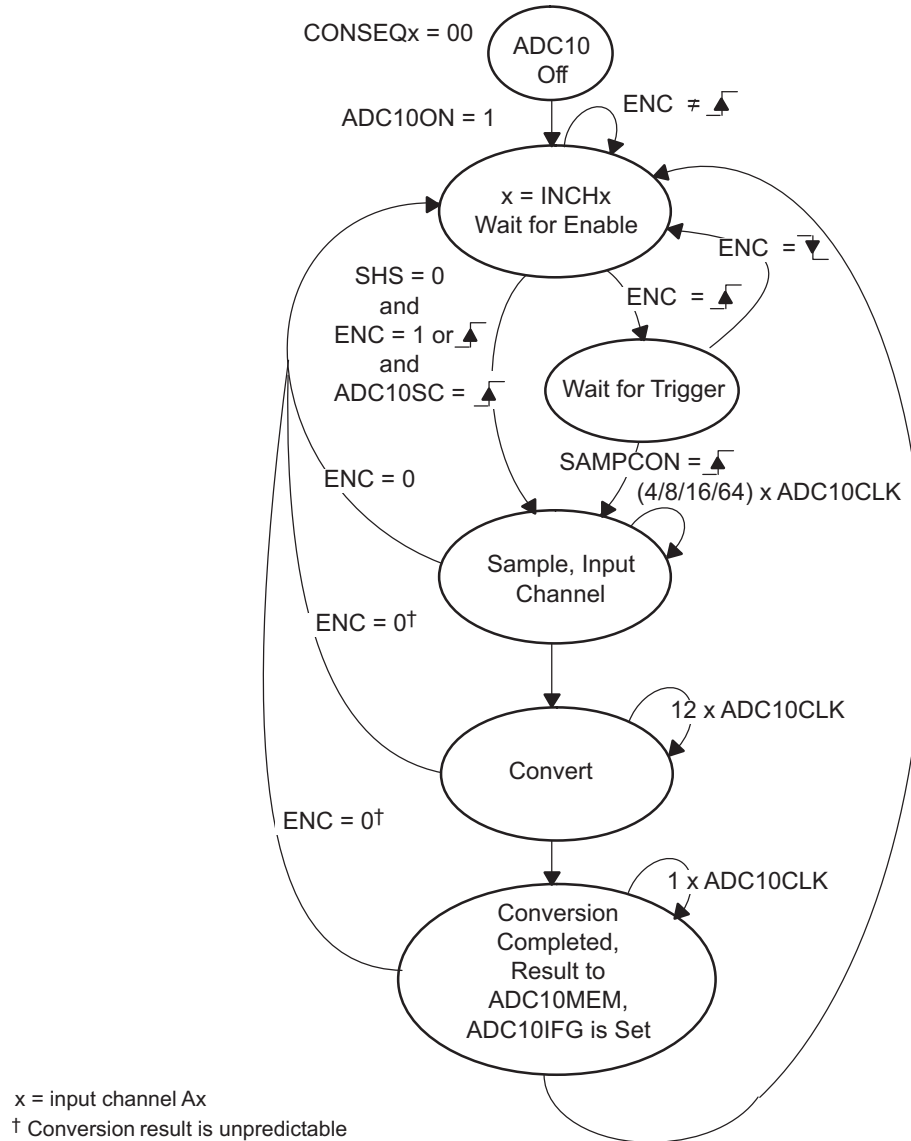 CONSEQx = 00
ADC10
Off
ADC10ON = 1
ENC ≠
x = INCHx
Wait for Enable
ENC =
SHS = 0
and
ENC = 1 or
and
ADC10SC =
ENC =
Wait for Trigger
SAMPCON =
(4/8/16/64) x ADC10CLK
ENC = 0
Sample, Input
Channel
ENC = 0†
12 x ADC10CLK
Convert
ENC = 0†
1 x ADC10CLK
Conversion
Completed,
Result to
ADC10MEM,
ADC10IFG is Set
x = input channel Ax
† Conversion result is unpredictable